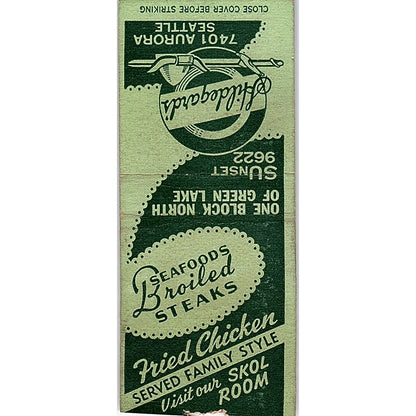 CLOSE COVER BEFORE STRIKING
7401 AURORA
SEATTLE
Hildegards
SUNSET
9622
ONE BLOCK NORTH
OF GREEN LAKE
SEAFOODS
Broiled
STEAKS
Fried Chicken
SERVED FAMILY STYLE
Visit our SKOL
ROOM